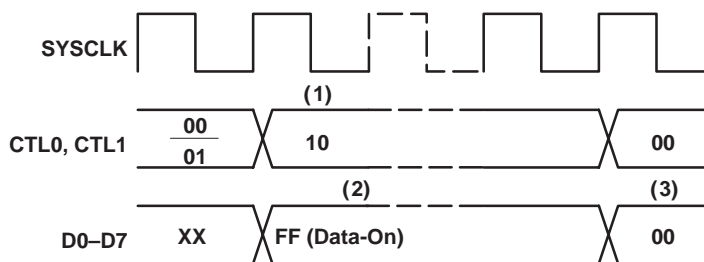 SYSCLK
(1)
CTL0, CTL1
00
01
10
00
(2)
(3)
D0–D7
XX
FF (Data-On)
00